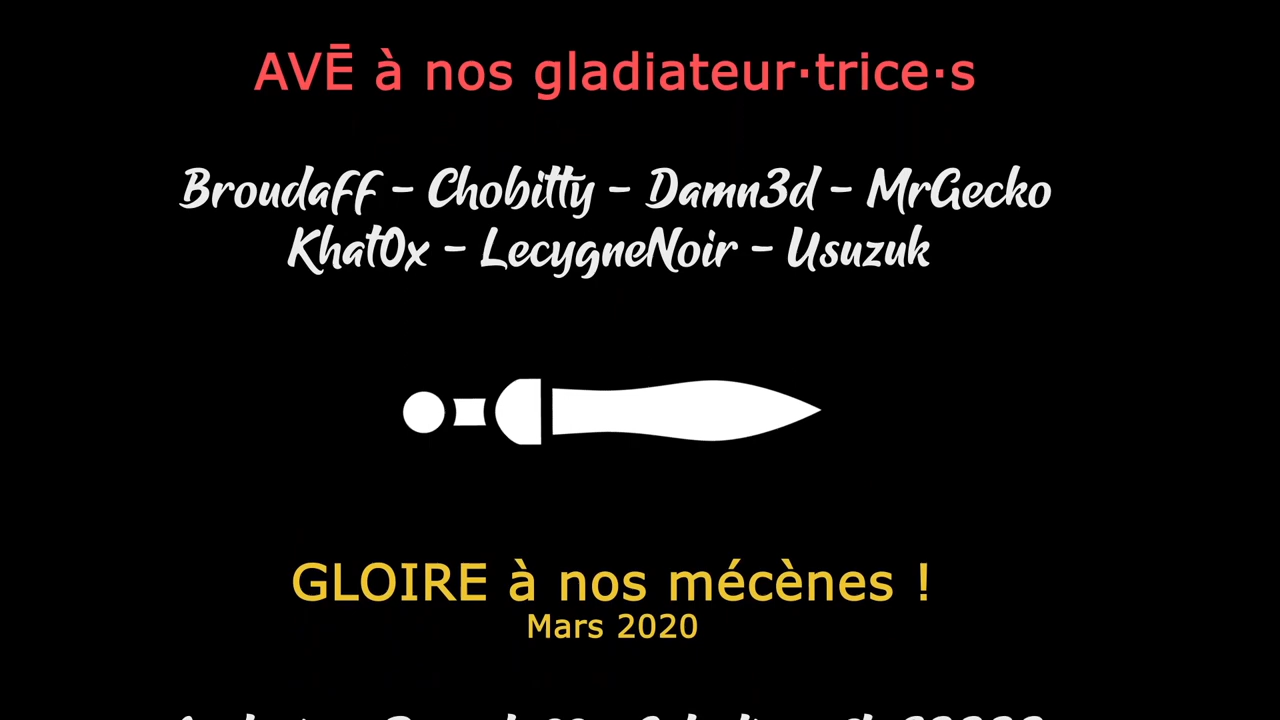 AVĒ à nos gladiateur·trice·s
Broudaff - Chobitty - Damn3d - MrGecko
Khat0x - LecygneNoir - Usuzuk
GLOIRE à nos mécènes !
Mars 2020